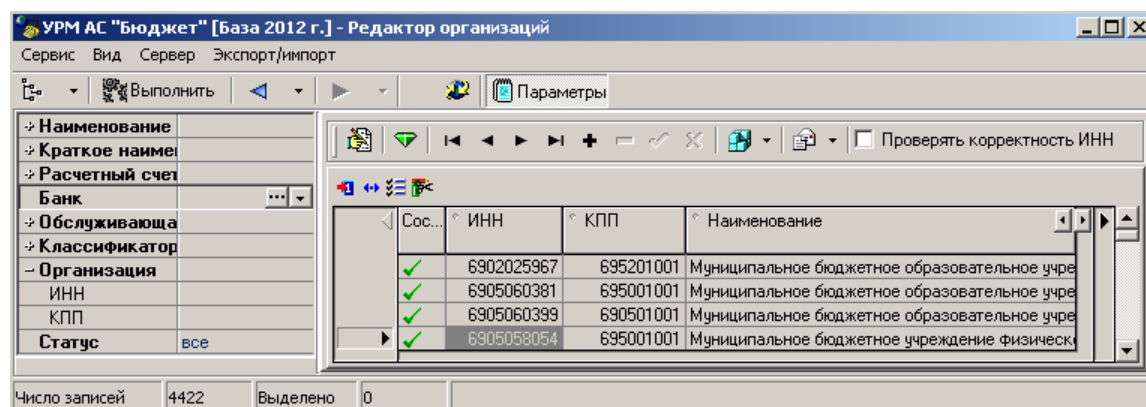 УРМ АС "Бюджет" [База 2012 г.] - Редактор организаций
Сервис Вид Сервер Экспорт/импорт
Выполнить Параметры
Наименование
Краткое наиме
Расчетный счет
Банк
Обслуживающа
Классификатор
Организация
ИНН
КПП
Статус все
Проверять корректность ИНН
Сос... ИНН КПП Наименование
6902025967 695201001 Муниципальное бюджетное образовательное учре
6905060381 695001001 Муниципальное бюджетное образовательное учре
6905060399 690501001 Муниципальное бюджетное образовательное учре
6905058054 695001001 Муниципальное бюджетное учреждение физическ
Число записей 4422 Выделено 0